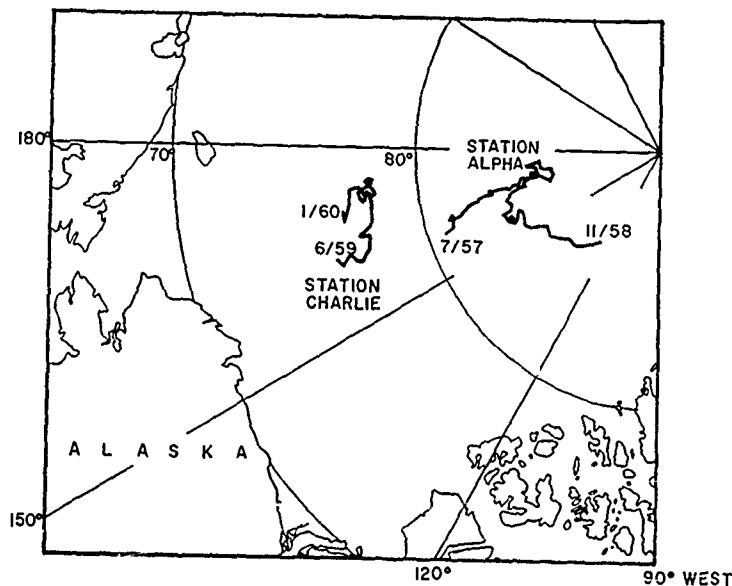 180°
70°
80°
STATION
ALPHA
1/60
6/59
7/57
11/58
STATION
CHARLIE
ALASKA
150°
120°
90° WEST